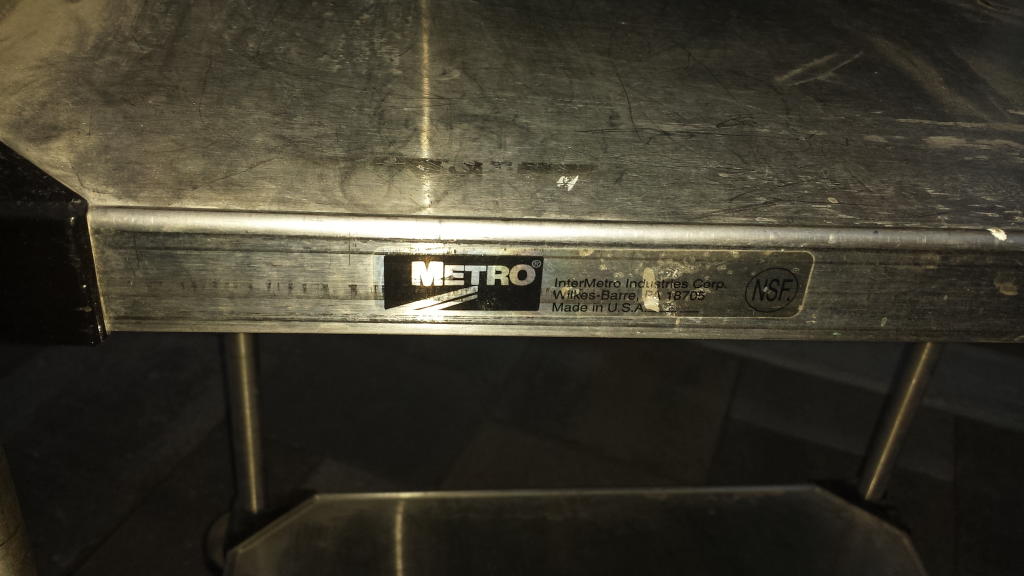 METRO®
InterMetro Industries Corp.
Wilkes-Barre, PA 18705
Made in U.S.A.
NSF.